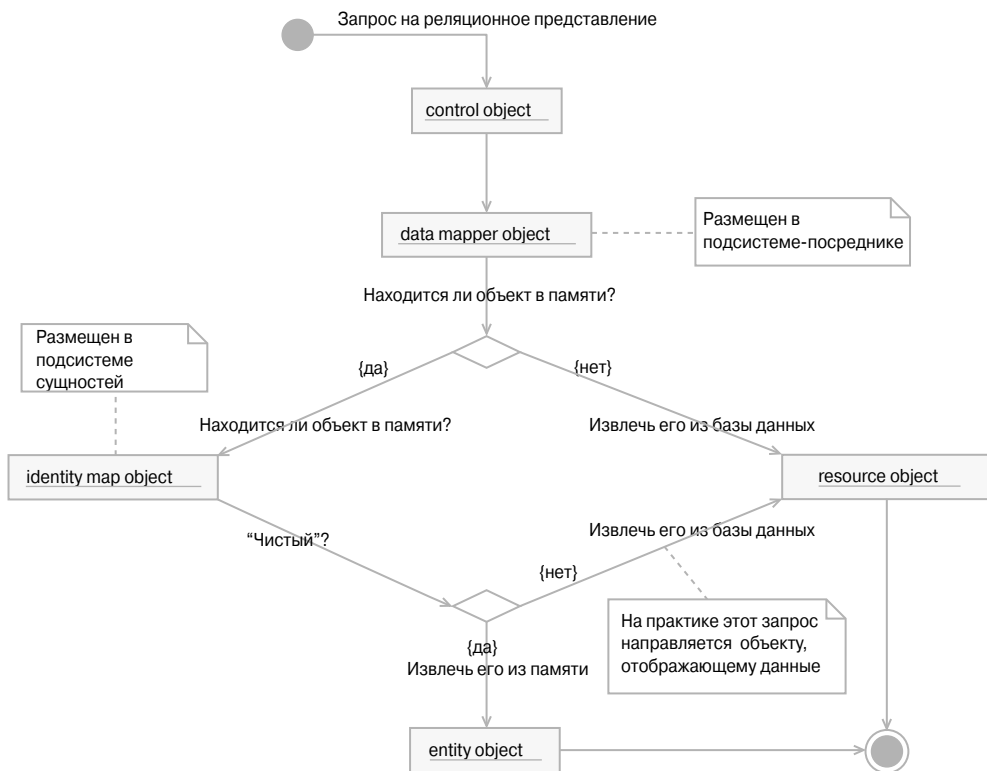 Запрос на реляционное представление
control object
data mapper object
Размещен в
подсистеме-посреднике
Находится ли объект в памяти?
Размещен в
подсистеме
сущностей
{да}
{нет}
Находится ли объект в памяти?
Извлечь его из базы данных
identity map object
resource object
“Чистый”?
Извлечь его из базы данных
{нет}
На практике этот запрос
направляется объекту,
отображающему данные
{да}
Извлечь его из памяти
entity object